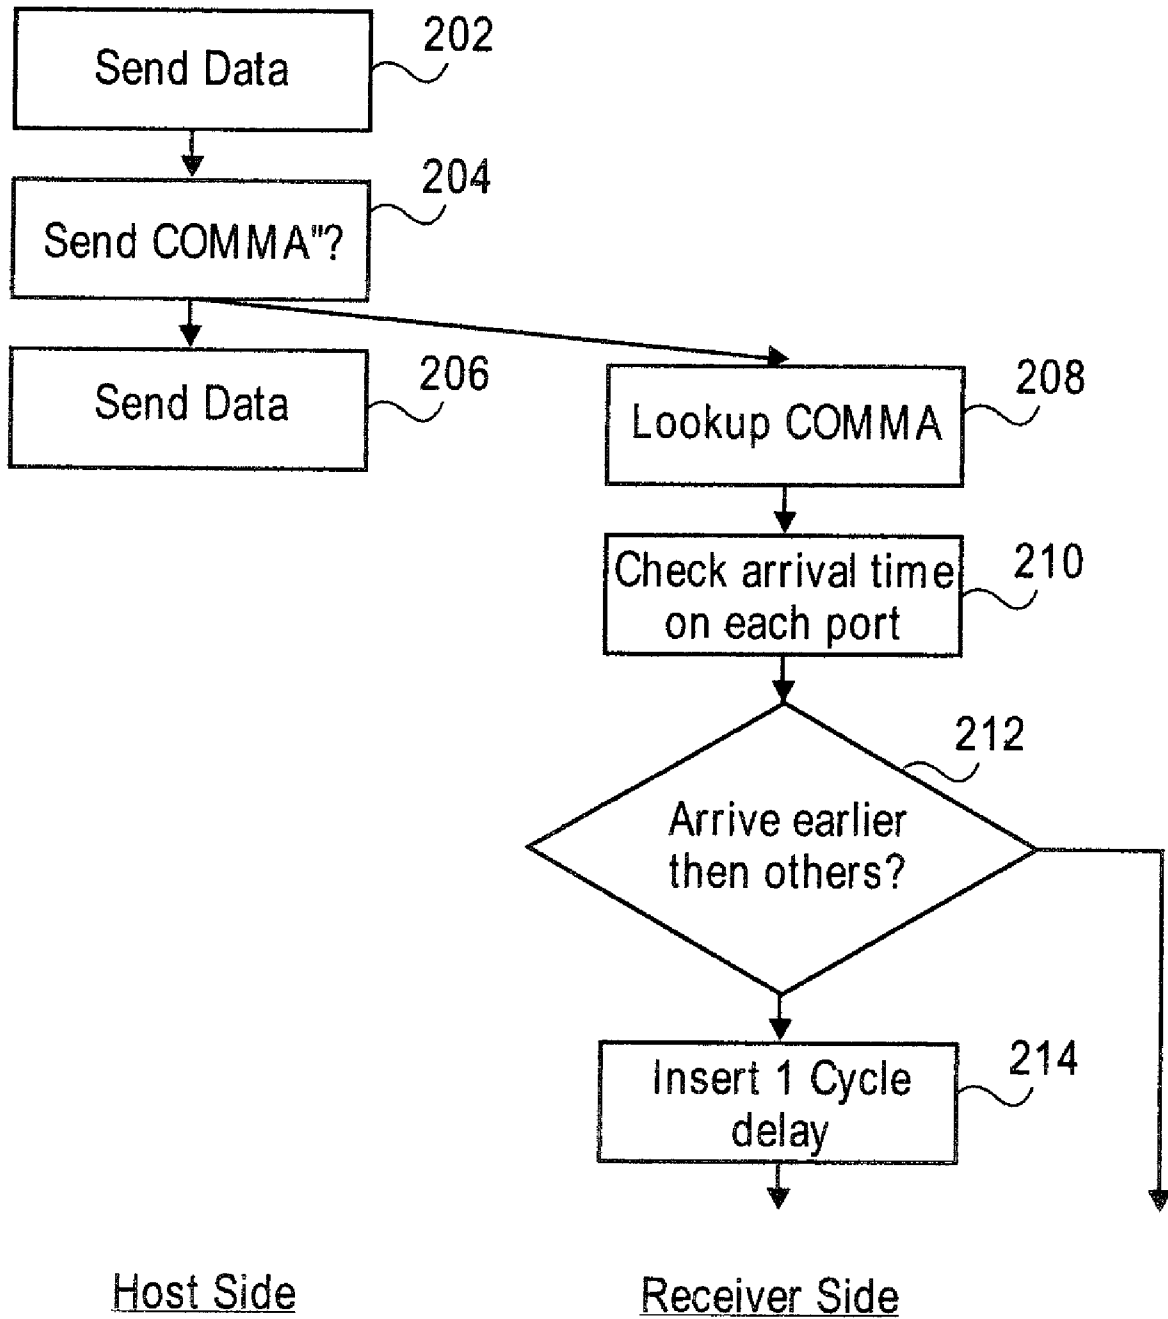 Send Data
202
Send COMMA"?
204
Send Data
206
Lookup COMMA
208
Check arrival time
on each port
210
Arrive earlier
then others?
212
Insert 1 Cycle
delay
214
Host Side
Receiver Side